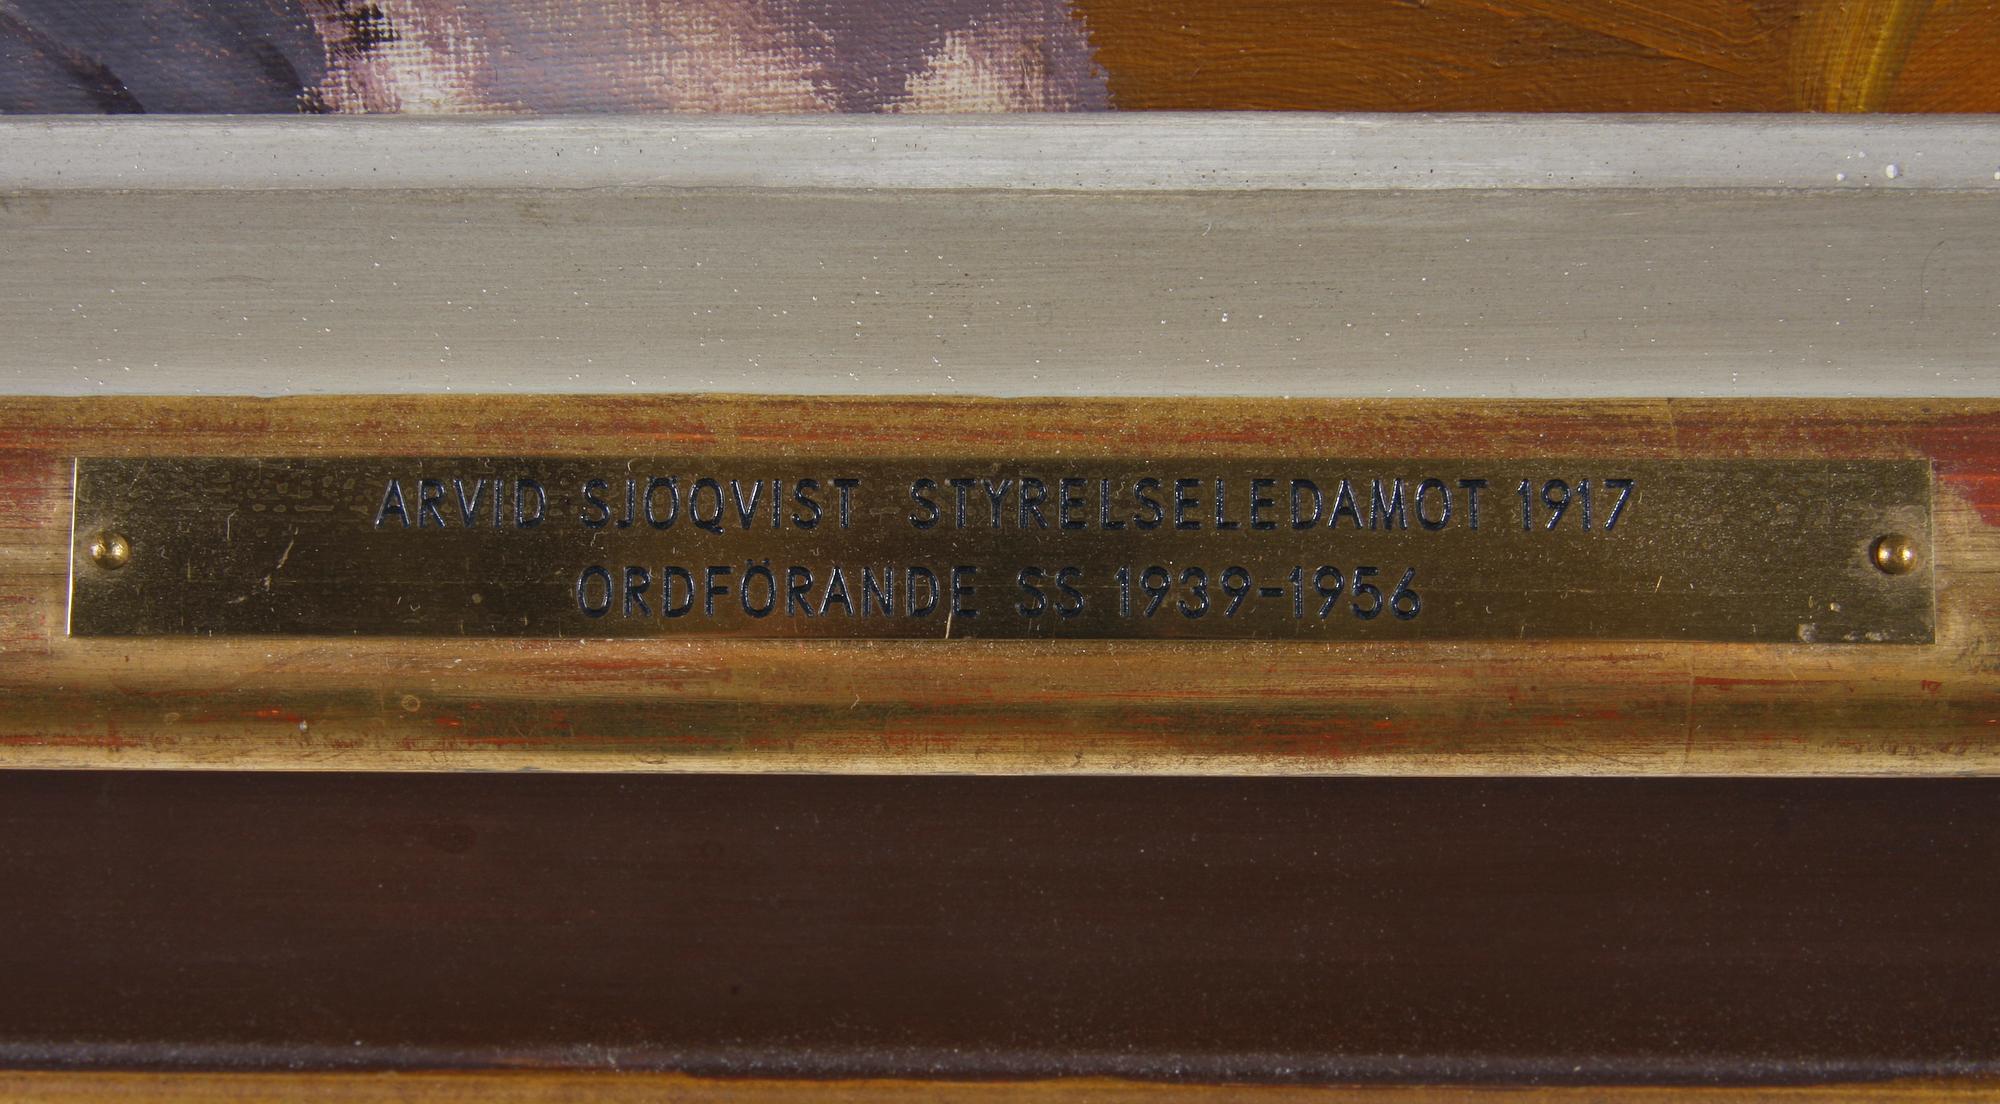 ARVID SJÖQVIST STYRELSELEDAMOT 1917
ORDFÖRANDE SS 1939-1956